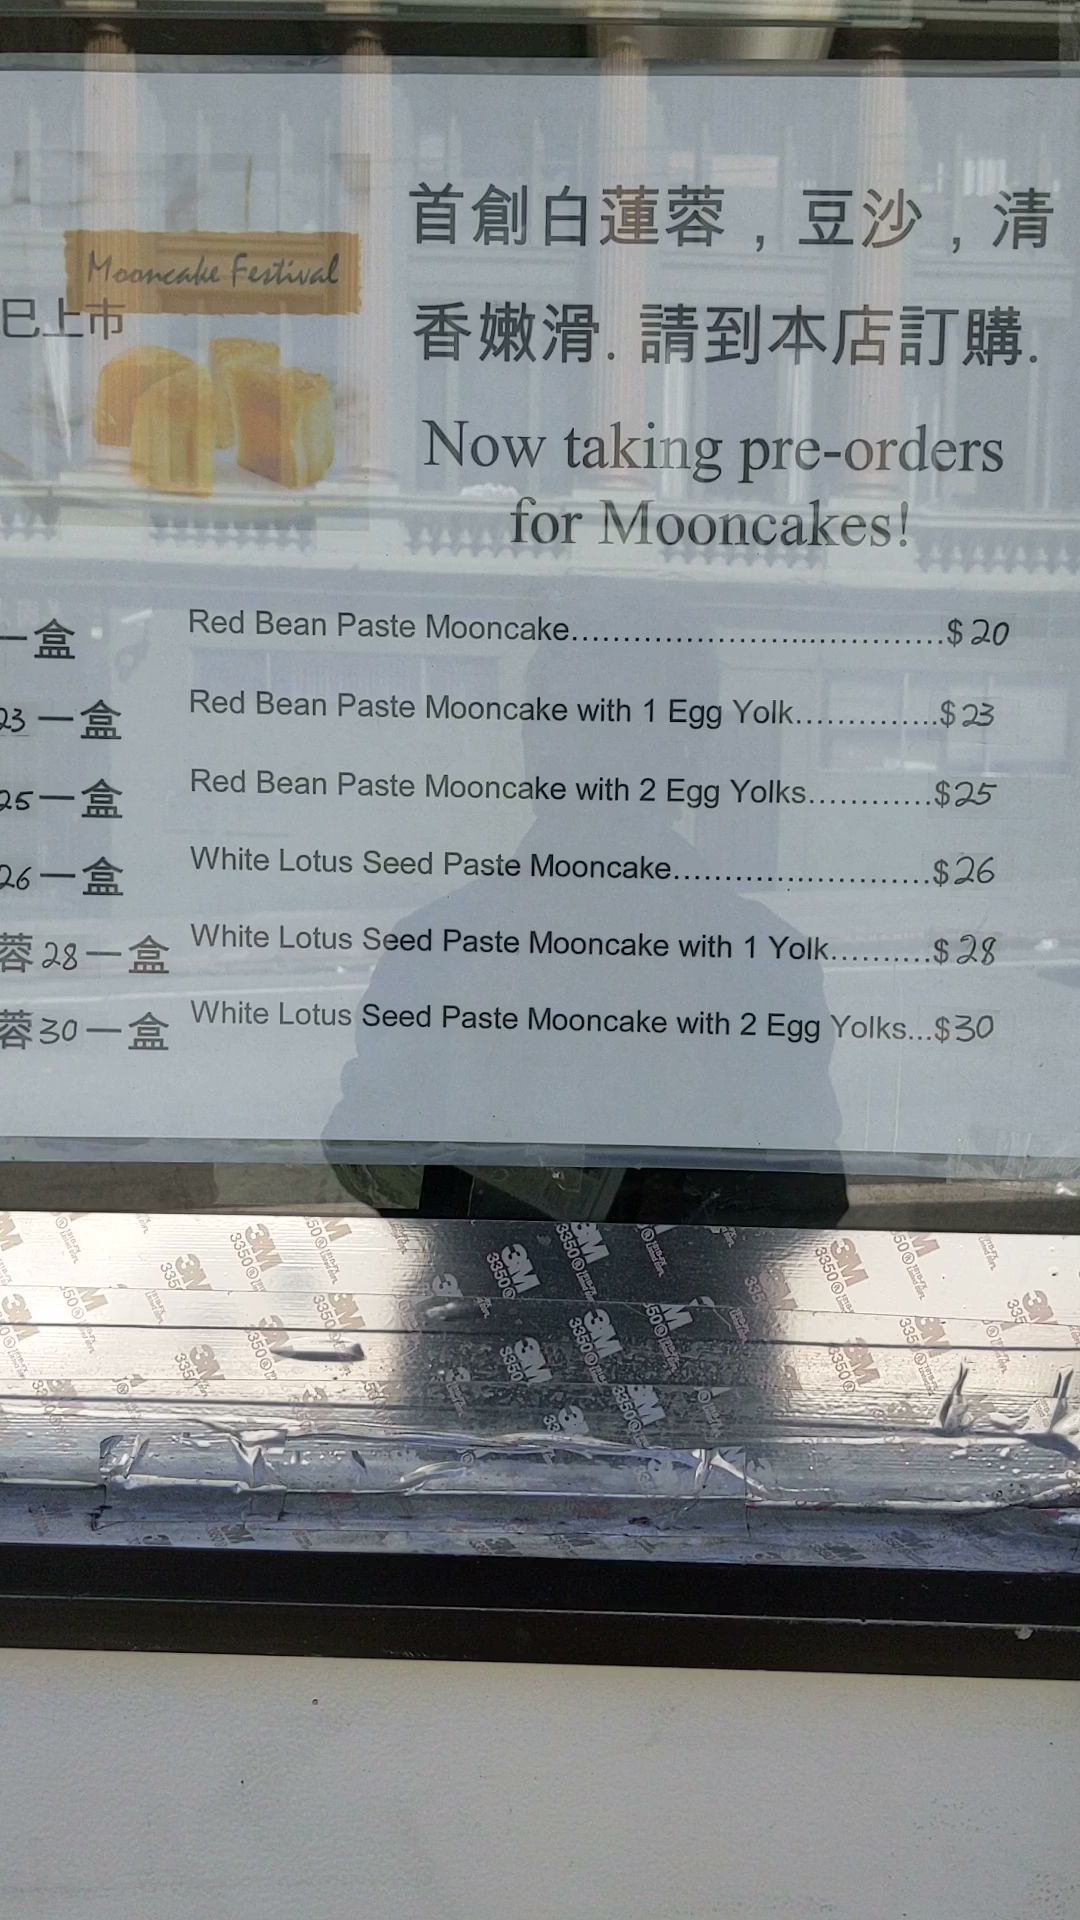 首創白蓮蓉，豆沙，清
香嫩滑. 請到本店訂購.
Mooncake Festival
巳上市
Now taking pre-orders
for Mooncakes!
一盒 Red Bean Paste Mooncake............................................$20
23一盒 Red Bean Paste Mooncake with 1 Egg Yolk.................$23
25一盒 Red Bean Paste Mooncake with 2 Egg Yolks...............$25
26一盒 White Lotus Seed Paste Mooncake..............................$26
蓉28一盒 White Lotus Seed Paste Mooncake with 1 Yolk..........$28
蓉30一盒 White Lotus Seed Paste Mooncake with 2 Egg Yolks...$30
3M
3350